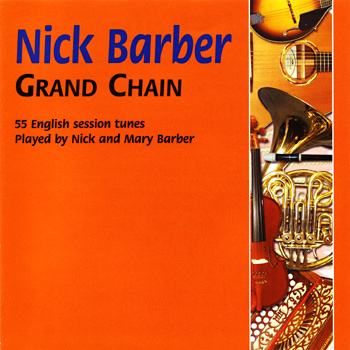 Nick Barber
GRAND CHAIN
55 English session tunes
Played by Nick and Mary Barber